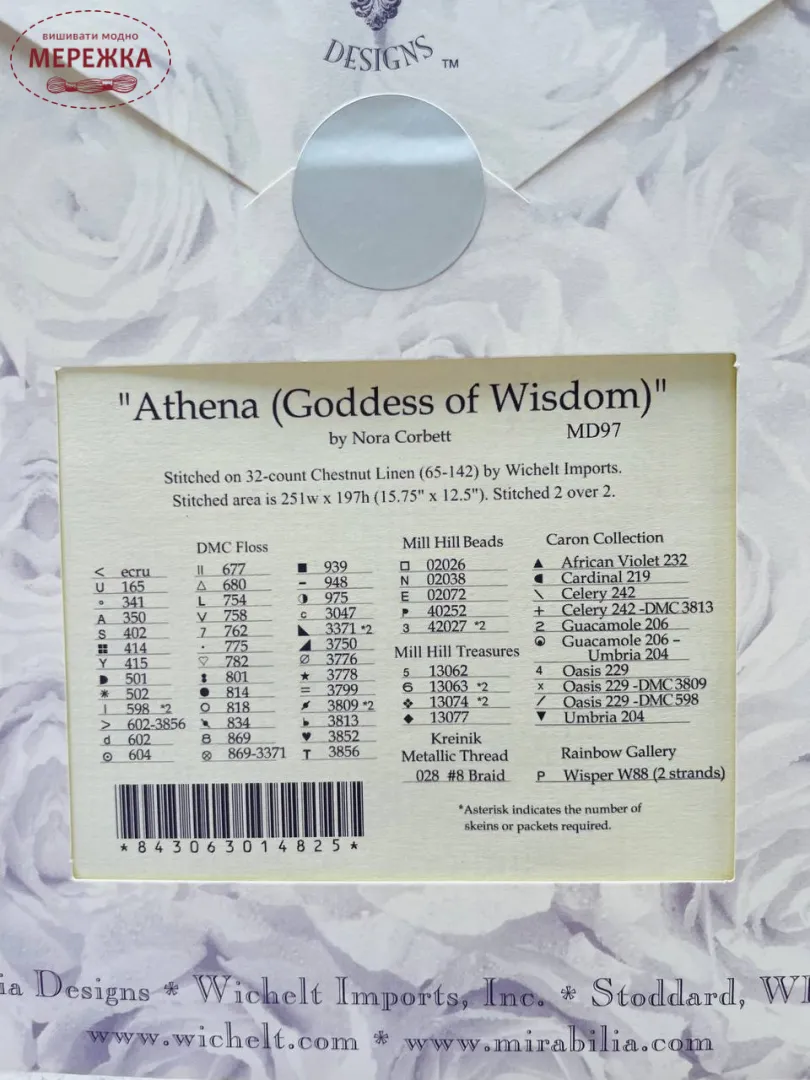 вишивати модно
МЕРЕЖКА
DESIGNS ™
"Athena (Goddess of Wisdom)"
by Nora Corbett MD97
Stitched on 32-count Chestnut Linen (65-142) by Wichelt Imports.
Stitched area is 251w x 197h (15.75" x 12.5"). Stitched 2 over 2.
DMC Floss
< ecru
U 165
∘ 341
A 350
S 402
414
Y 415
501
✳ 502
| 598 *2
> 602-3856
d 602
⊙ 604
|| 677
△ 680
L 754
V 758
7 762
· 775
♡ 782
801
● 814
O 818
834
8 869
⊗ 869-3371
■ 939
– 948
◑ 975
c 3047
◣ 3371 *2
◢ 3750
∅ 3776
★ 3778
= 3799
3809 *2
3813
♥ 3852
T 3856
Mill Hill Beads
□ 02026
N 02038
E 02072
P 40252
3 42027 *2
Mill Hill Treasures
5 13062
6 13063 *2
❖ 13074 *2
◆ 13077
Kreinik
Metallic Thread
028 #8 Braid
Caron Collection
▲ African Violet 232
Cardinal 219
\ Celery 242
+ Celery 242 -DMC 3813
2 Guacamole 206
Guacamole 206 –
Umbria 204
4 Oasis 229
x Oasis 229 -DMC 3809
/ Oasis 229 -DMC 598
▼ Umbria 204
Rainbow Gallery
P Wisper W88 (2 strands)
*Asterisk indicates the number of
skeins or packets required.
*843063014825*
ia Designs * Wichelt Imports, Inc. * Stoddard, WI
www.wichelt.com * www.mirabilia.com